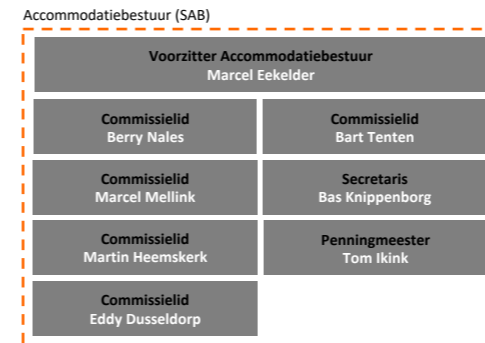 Accommodatiebestuur (SAB)
Voorzitter Accommodatiebestuur
Marcel Eekelder
Commissielid
Berry Nales
Commissielid
Bart Tenten
Commissielid
Marcel Mellink
Secretaris
Bas Knippenborg
Commissielid
Martin Heemskerk
Penningmeester
Tom Ikink
Commissielid
Eddy Dusseldorp